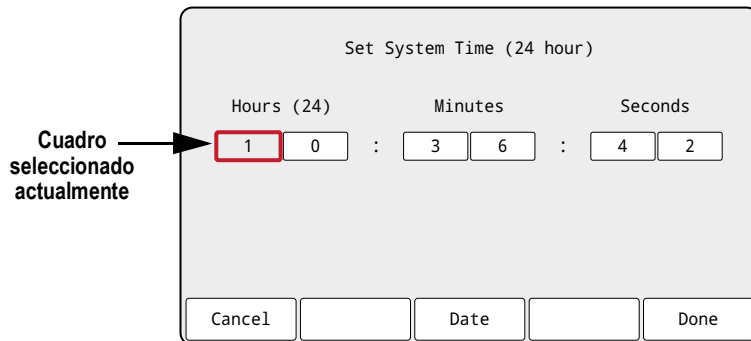 Set System Time (24 hour)
Hours (24) Minutes Seconds
Cuadro
seleccionado
actualmente
1 0 : 3 6 : 4 2
Cancel Date Done